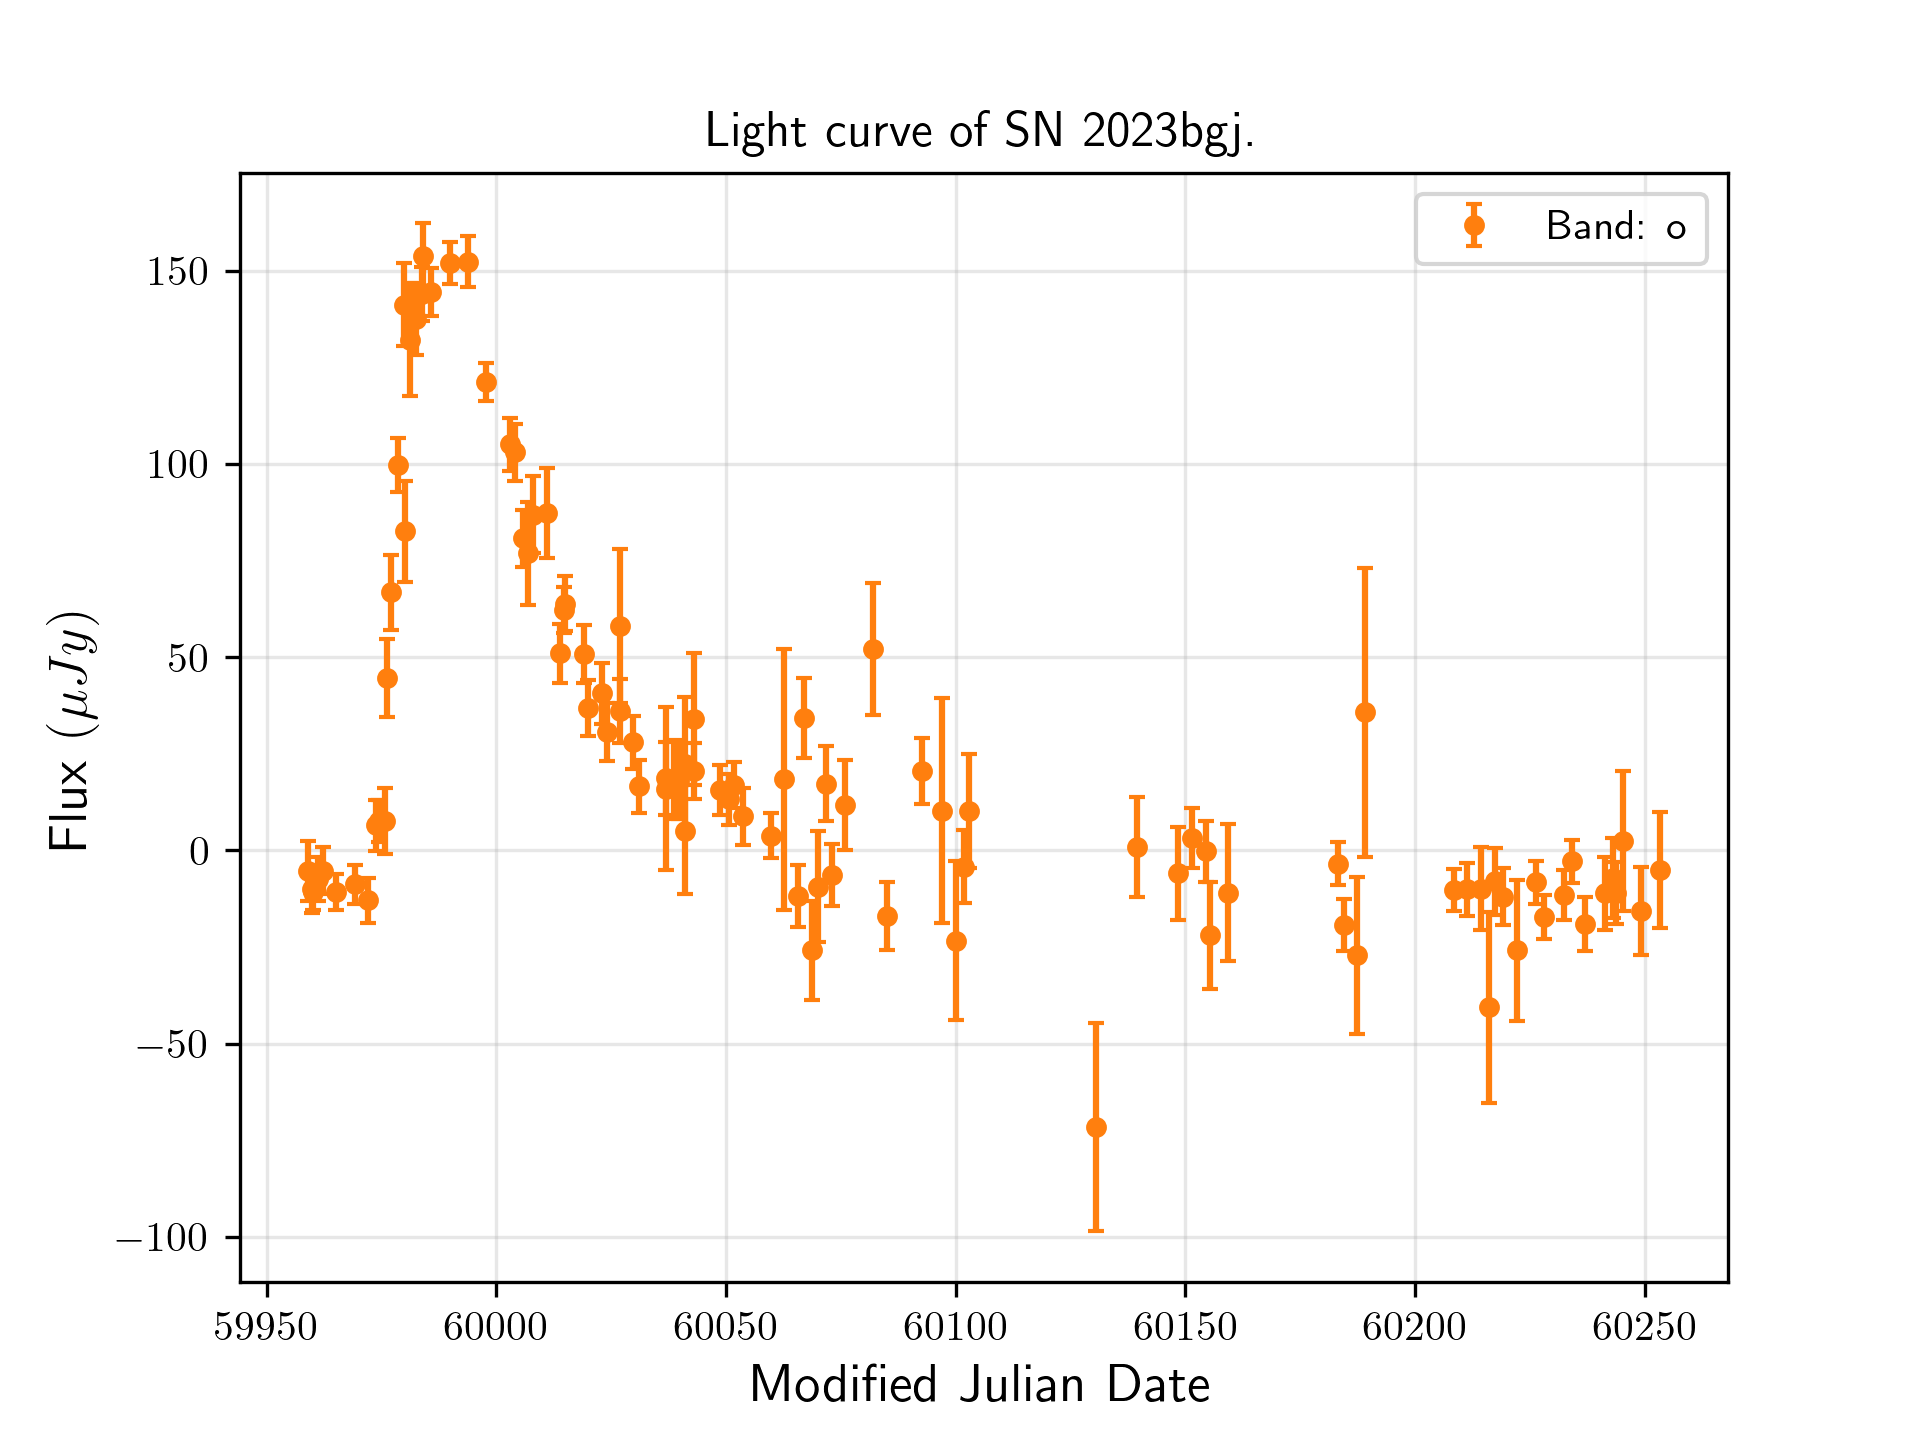 Light curve of SN 2023bgj.
Band: o
150
100
50
0
−50
−100
Flux (μJy)
59950 60000 60050 60100 60150 60200 60250
Modified Julian Date